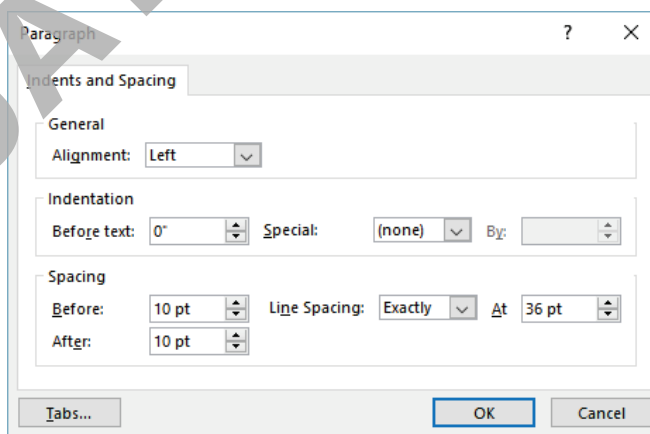 Paragraph ? ×
Indents and Spacing
General
Alignment: Left
Indentation
Before text: 0" Special: (none) By:
Spacing
Before: 10 pt Line Spacing: Exactly At 36 pt
After: 10 pt
Tabs... OK Cancel